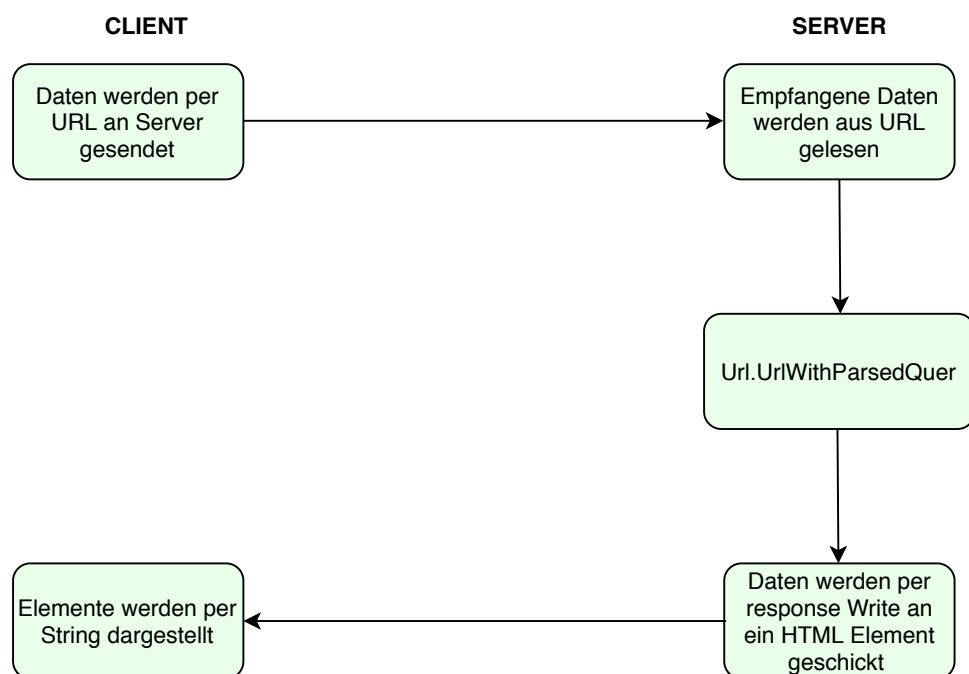 CLIENT
SERVER
Daten werden per
URL an Server
gesendet
Empfangene Daten
werden aus URL
gelesen
Url.UrlWithParsedQuer
Elemente werden per
String dargestellt
Daten werden per
response Write an
ein HTML Element
geschickt